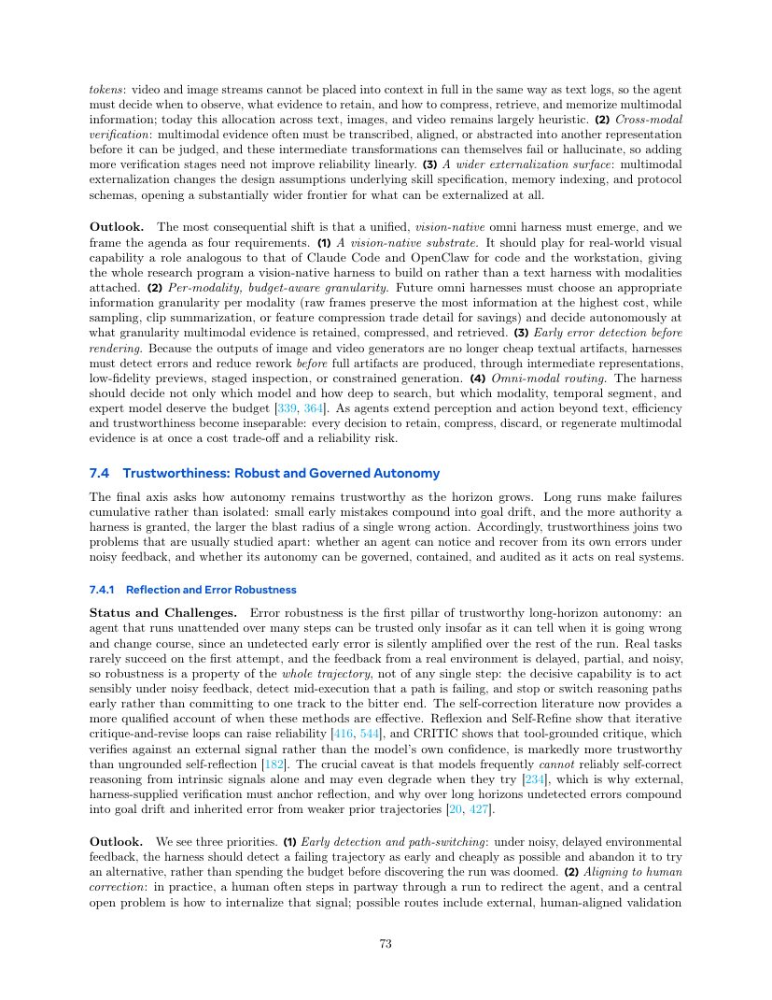 tokens: video and image streams cannot be placed into context in full in the same way as text logs, so the agent
must decide when to observe, what evidence to retain, and how to compress, retrieve, and memorize multimodal
information; today this allocation across text, images, and video remains largely heuristic. (2) Cross-modal
verification: multimodal evidence often must be transcribed, aligned, or abstracted into another representation
before it can be judged, and these intermediate transformations can themselves fail or hallucinate, so adding
more verification stages need not improve reliability linearly. (3) A wider externalization surface: multimodal
externalization changes the design assumptions underlying skill specification, memory indexing, and protocol
schemas, opening a substantially wider frontier for what can be externalized at all.
Outlook. The most consequential shift is that a unified, vision-native omni harness must emerge, and we
frame the agenda as four requirements. (1) A vision-native substrate. It should play for real-world visual
capability a role analogous to that of Claude Code and OpenClaw for code and the workstation, giving
the whole research program a vision-native harness to build on rather than a text harness with modalities
attached. (2) Per-modality, budget-aware granularity. Future omni harnesses must choose an appropriate
information granularity per modality (raw frames preserve the most information at the highest cost, while
sampling, clip summarization, or feature compression trade detail for savings) and decide autonomously at
what granularity multimodal evidence is retained, compressed, and retrieved. (3) Early error detection before
rendering. Because the outputs of image and video generators are no longer cheap textual artifacts, harnesses
must detect errors and reduce rework before full artifacts are produced, through intermediate representations,
low-fidelity previews, staged inspection, or constrained generation. (4) Omni-modal routing. The harness
should decide not only which model and how deep to search, but which modality, temporal segment, and
expert model deserve the budget [339, 364]. As agents extend perception and action beyond text, efficiency
and trustworthiness become inseparable: every decision to retain, compress, discard, or regenerate multimodal
evidence is at once a cost trade-off and a reliability risk.
7.4 Trustworthiness: Robust and Governed Autonomy
The final axis asks how autonomy remains trustworthy as the horizon grows. Long runs make failures
cumulative rather than isolated: small early mistakes compound into goal drift, and the more authority a
harness is granted, the larger the blast radius of a single wrong action. Accordingly, trustworthiness joins two
problems that are usually studied apart: whether an agent can notice and recover from its own errors under
noisy feedback, and whether its autonomy can be governed, contained, and audited as it acts on real systems.
7.4.1 Reflection and Error Robustness
Status and Challenges. Error robustness is the first pillar of trustworthy long-horizon autonomy: an
agent that runs unattended over many steps can be trusted only insofar as it can tell when it is going wrong
and change course, since an undetected early error is silently amplified over the rest of the run. Real tasks
rarely succeed on the first attempt, and the feedback from a real environment is delayed, partial, and noisy,
so robustness is a property of the whole trajectory, not of any single step: the decisive capability is to act
sensibly under noisy feedback, detect mid-execution that a path is failing, and stop or switch reasoning paths
early rather than committing to one track to the bitter end. The self-correction literature now provides a
more qualified account of when these methods are effective. Reflexion and Self-Refine show that iterative
critique-and-revise loops can raise reliability [416, 544], and CRITIC shows that tool-grounded critique, which
verifies against an external signal rather than the model's own confidence, is markedly more trustworthy
than ungrounded self-reflection [182]. The crucial caveat is that models frequently cannot reliably self-correct
reasoning from intrinsic signals alone and may even degrade when they try [234], which is why external,
harness-supplied verification must anchor reflection, and why over long horizons undetected errors compound
into goal drift and inherited error from weaker prior trajectories [20, 427].
Outlook. We see three priorities. (1) Early detection and path-switching: under noisy, delayed environmental
feedback, the harness should detect a failing trajectory as early and cheaply as possible and abandon it to try
an alternative, rather than spending the budget before discovering the run was doomed. (2) Aligning to human
correction: in practice, a human often steps in partway through a run to redirect the agent, and a central
open problem is how to internalize that signal; possible routes include external, human-aligned validation
73